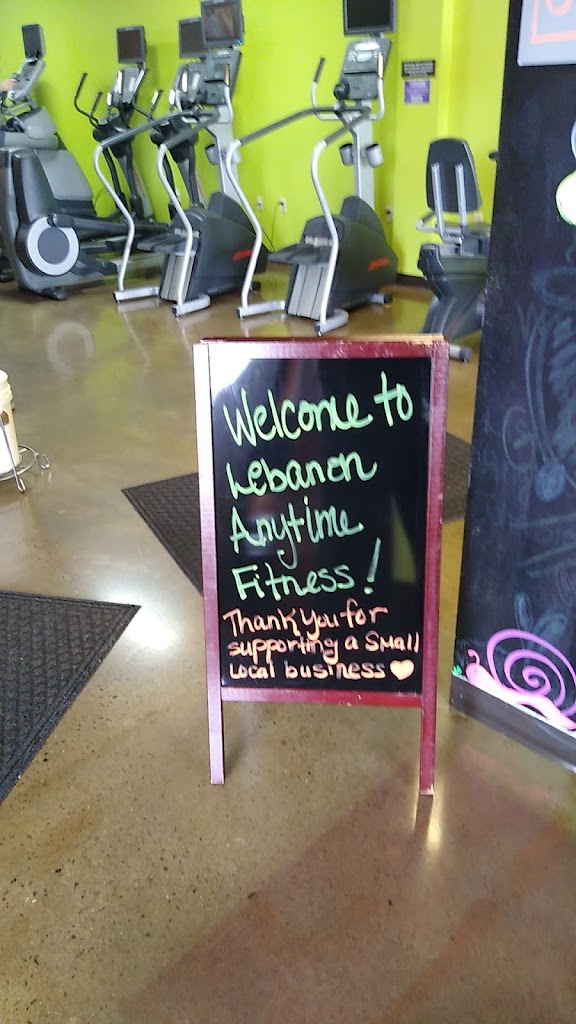 Welcome to
Lebanon
Anytime
Fitness!
Thank You for
supporting a small
local business